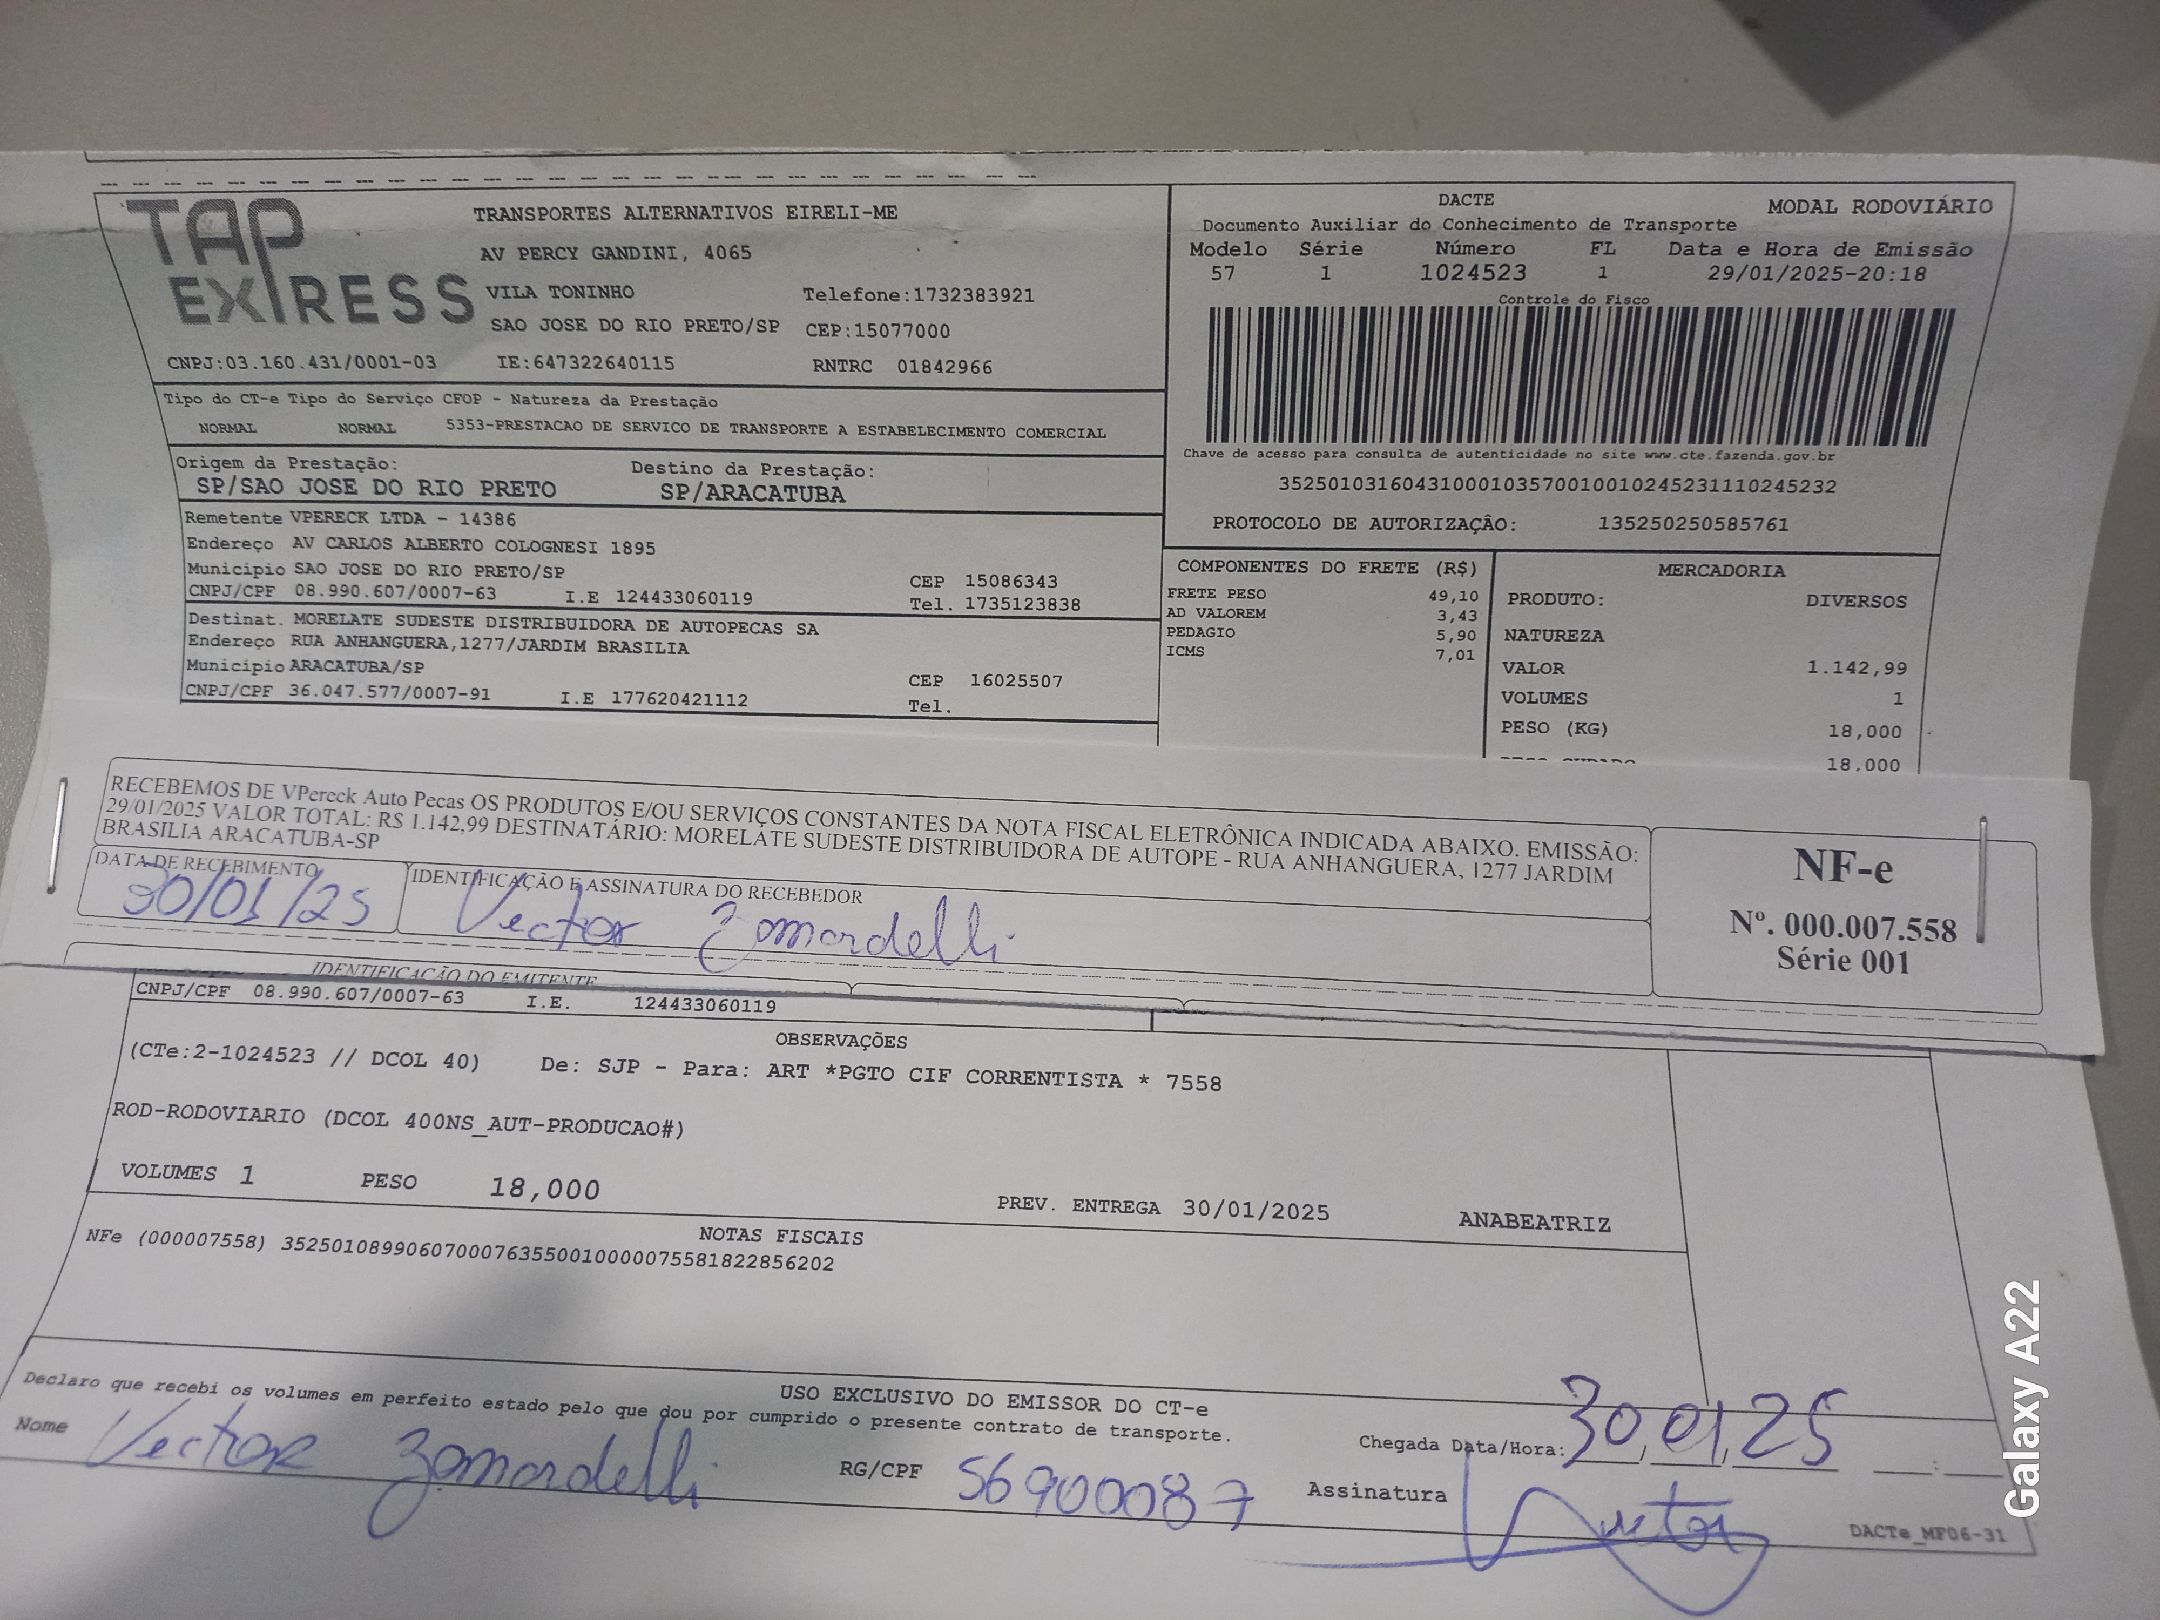 TAP EXPRESS
TRANSPORTES ALTERNATIVOS EIRELI-ME
AV PERCY GANDINI, 4065
VILA TONINHO Telefone:1732383921
SAO JOSE DO RIO PRETO/SP CEP:15077000
CNPJ:03.160.431/0001-03 IE:647322640115 RNTRC 01842966
DACTE MODAL RODOVIÁRIO
Documento Auxiliar do Conhecimento de Transporte
Modelo Série Número FL Data e Hora de Emissão
57 1 1024523 1 29/01/2025-20:18
Controle do Fisco
Chave de acesso para consulta de autenticidade no site www.cte.fazenda.gov.br
35250103160431000103570010010245231110245232
PROTOCOLO DE AUTORIZAÇÃO: 135250250585761
Tipo do CT-e Tipo do Serviço CFOP - Natureza da Prestação
NORMAL NORMAL 5353-PRESTACAO DE SERVICO DE TRANSPORTE A ESTABELECIMENTO COMERCIAL
Origem da Prestação: Destino da Prestação:
SP/SAO JOSE DO RIO PRETO SP/ARACATUBA
Remetente VPERECK LTDA - 14386
Endereço AV CARLOS ALBERTO COLOGNESI 1895
Municipio SAO JOSE DO RIO PRETO/SP CEP 15086343
CNPJ/CPF 08.990.607/0007-63 I.E 124433060119 Tel. 1735123838
Destinat. MORELATE SUDESTE DISTRIBUIDORA DE AUTOPECAS SA
Endereço RUA ANHANGUERA,1277/JARDIM BRASILIA
Municipio ARACATUBA/SP CEP 16025507
CNPJ/CPF 36.047.577/0007-91 I.E 177620421112 Tel.
COMPONENTES DO FRETE (R$)
FRETE PESO 49,10
AD VALOREM 3,43
PEDAGIO 5,90
ICMS 7,01
MERCADORIA
PRODUTO: DIVERSOS
NATUREZA
VALOR 1.142,99
VOLUMES 1
PESO (KG) 18,000
18,000
RECEBEMOS DE VPereck Auto Pecas OS PRODUTOS E/OU SERVIÇOS CONSTANTES DA NOTA FISCAL ELETRÔNICA INDICADA ABAIXO. EMISSÃO:
29/01/2025 VALOR TOTAL: R$ 1.142,99 DESTINATÁRIO: MORELATE SUDESTE DISTRIBUIDORA DE AUTOPE - RUA ANHANGUERA, 1277 JARDIM
BRASILIA ARACATUBA-SP
DATA DE RECEBIMENTO IDENTIFICAÇÃO E ASSINATURA DO RECEBEDOR
30/01/25 Vector Zamardelli
NF-e
Nº. 000.007.558
Série 001
IDENTIFICAÇÃO DO EMITENTE
CNPJ/CPF 08.990.607/0007-63 I.E. 124433060119
OBSERVAÇÕES
(CTe:2-1024523 // DCOL 40) De: SJP - Para: ART *PGTO CIF CORRENTISTA * 7558
ROD-RODOVIARIO (DCOL 400NS_AUT-PRODUCAO#)
VOLUMES 1 PESO 18,000 PREV. ENTREGA 30/01/2025 ANABEATRIZ
NOTAS FISCAIS
NFe (000007558) 35250108990607000763550010000075581822856202
USO EXCLUSIVO DO EMISSOR DO CT-e
Declaro que recebi os volumes em perfeito estado pelo que dou por cumprido o presente contrato de transporte.
Chegada Data/Hora: 30,01,25
Nome Vector Zamardelli RG/CPF 569000087 Assinatura Vector
DACTe_MF06-31
Galaxy A22